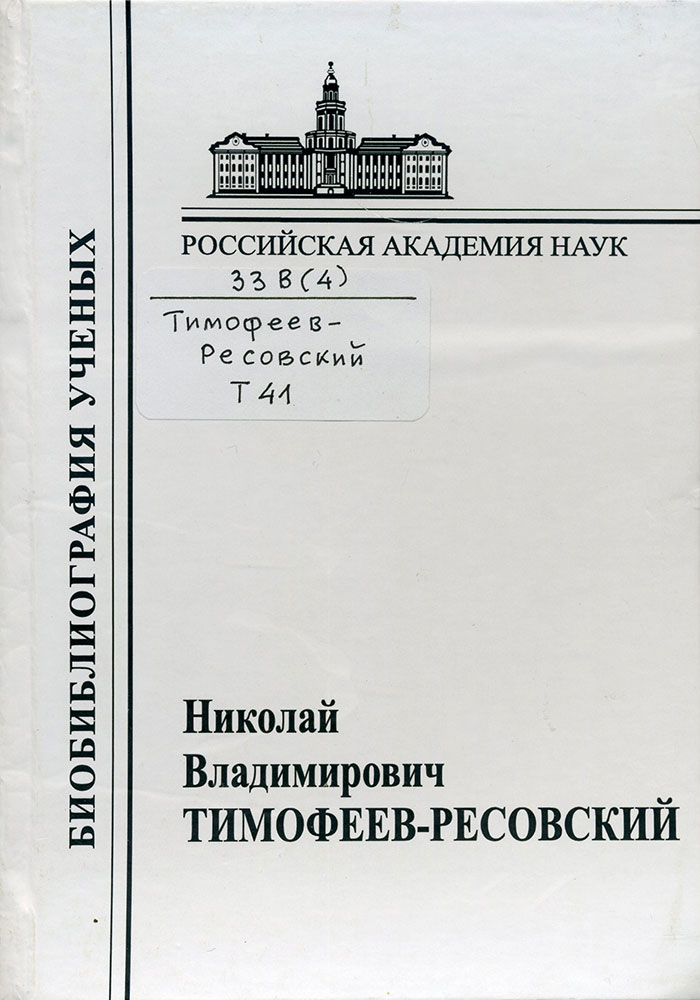 РОССИЙСКАЯ АКАДЕМИЯ НАУК
33 В(4)
Тимофеев-
Ресовский
Т 41
БИОБИБЛИОГРАФИЯ УЧЕНЫХ
Николай
Владимирович
ТИМОФЕЕВ-РЕСОВСКИЙ